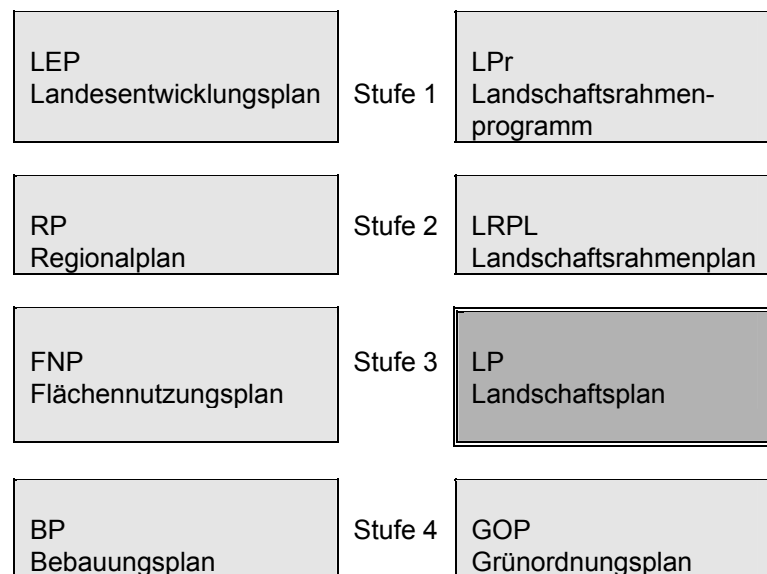 LEP
Landesentwicklungsplan
Stufe 1
LPr
Landschaftsrahmen-
programm
RP
Regionalplan
Stufe 2
LRPL
Landschaftsrahmenplan
FNP
Flächennutzungsplan
Stufe 3
LP
Landschaftsplan
BP
Bebauungsplan
Stufe 4
GOP
Grünordnungsplan